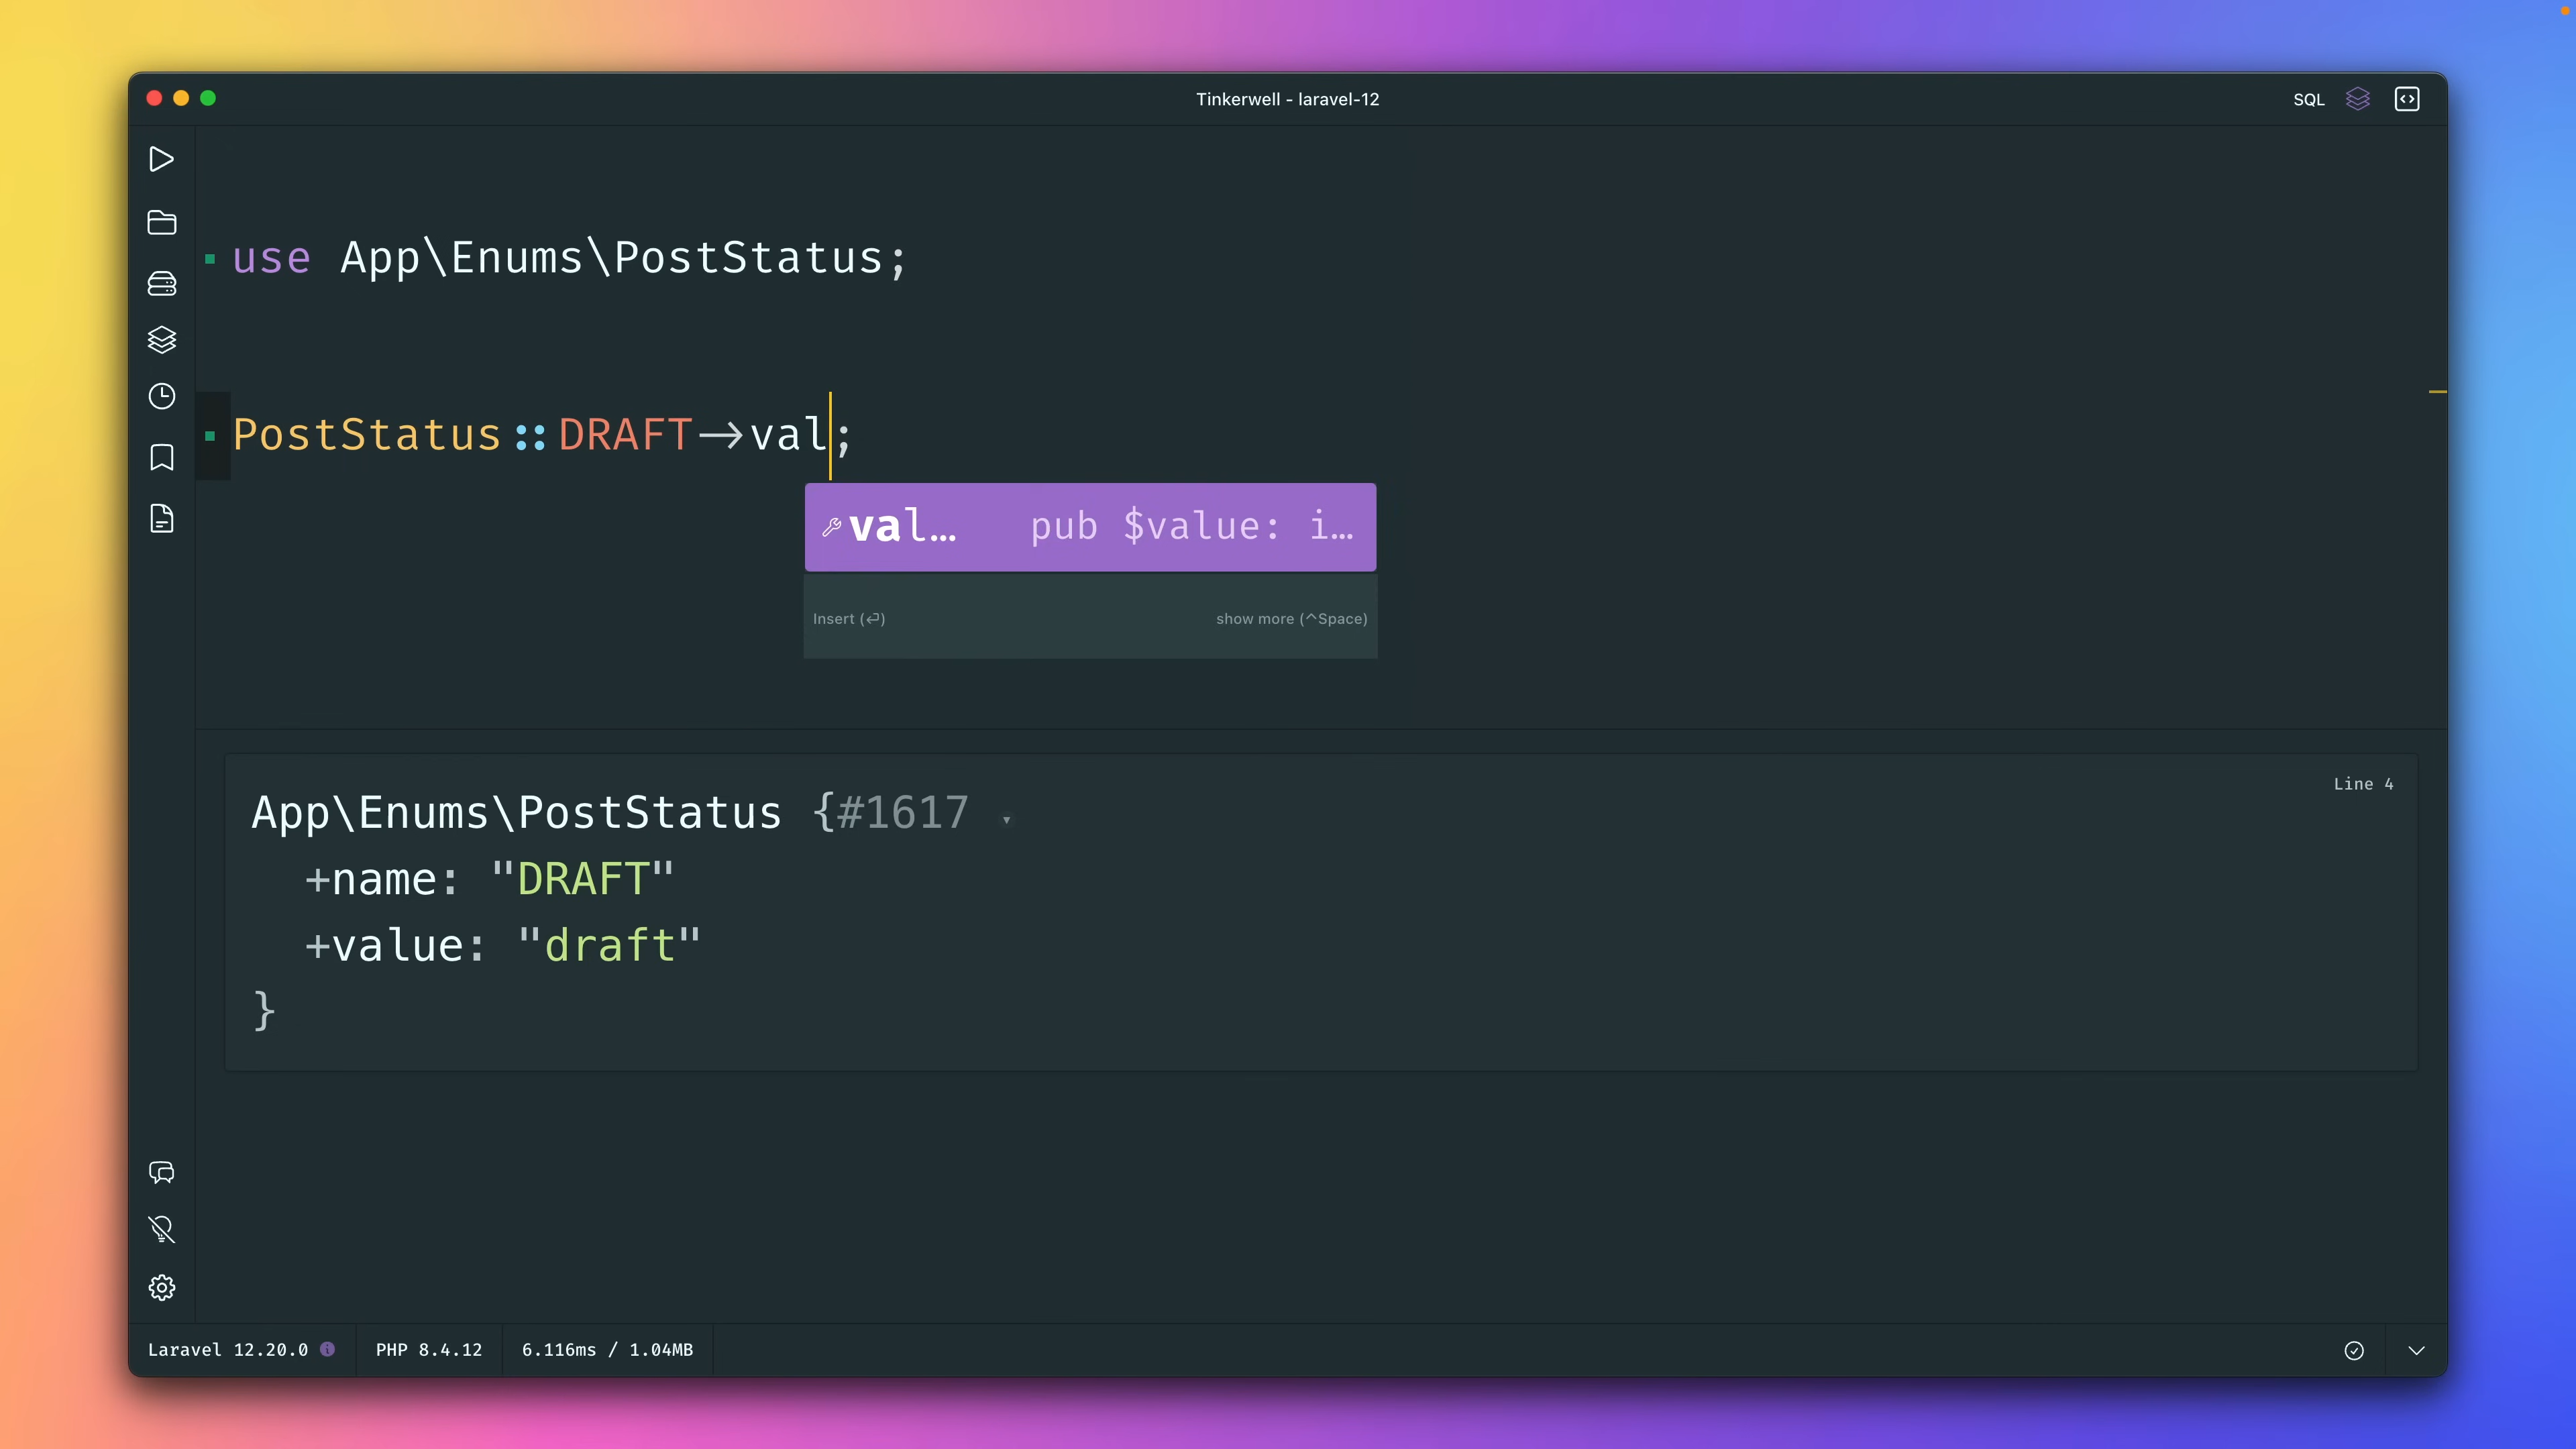 Tinkerwell - laravel-12
SQL
use App\Enums\PostStatus;
PostStatus::DRAFT->val;
val… pub $value: i…
Insert (⏎) show more (^Space)
Line 4
App\Enums\PostStatus {#1617 ▾
+name: "DRAFT"
+value: "draft"
}
Laravel 12.20.0 PHP 8.4.12 6.116ms / 1.04MB